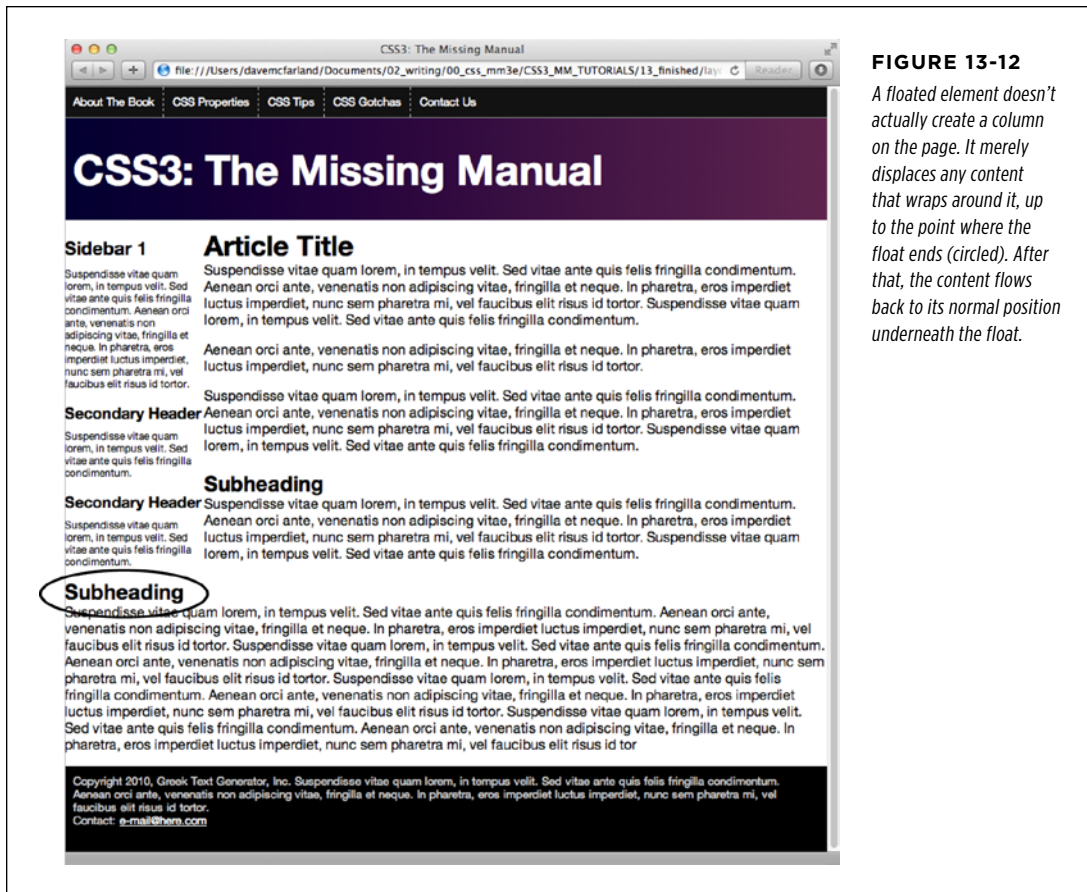 CSS3: The Missing Manual
file:///Users/davemcfarland/Documents/02_writing/00_css_mm3e/CSS3_MM_TUTORIALS/13_finished/lay
Reader
About The Book
CSS Properties
CSS Tips
CSS Gotchas
Contact Us
CSS3: The Missing Manual
Sidebar 1
Suspendisse vitae quam
lorem, in tempus velit. Sed
vitae ante quis felis fringilla
condimentum. Aenean orci
ante, venenatis non
adipiscing vitae, fringilla et
neque. In pharetra, eros
imperdiet luctus imperdiet,
nunc sem pharetra mi, vel
faucibus elit risus id tortor.
Secondary Header
Suspendisse vitae quam
lorem, in tempus velit. Sed
vitae ante quis felis fringilla
condimentum.
Secondary Header
Suspendisse vitae quam
lorem, in tempus velit. Sed
vitae ante quis felis fringilla
condimentum.
Article Title
Suspendisse vitae quam lorem, in tempus velit. Sed vitae ante quis felis fringilla condimentum.
Aenean orci ante, venenatis non adipiscing vitae, fringilla et neque. In pharetra, eros imperdiet
luctus imperdiet, nunc sem pharetra mi, vel faucibus elit risus id tortor. Suspendisse vitae quam
lorem, in tempus velit. Sed vitae ante quis felis fringilla condimentum.
Aenean orci ante, venenatis non adipiscing vitae, fringilla et neque. In pharetra, eros imperdiet
luctus imperdiet, nunc sem pharetra mi, vel faucibus elit risus id tortor.
Suspendisse vitae quam lorem, in tempus velit. Sed vitae ante quis felis fringilla condimentum.
Aenean orci ante, venenatis non adipiscing vitae, fringilla et neque. In pharetra, eros imperdiet
luctus imperdiet, nunc sem pharetra mi, vel faucibus elit risus id tortor. Suspendisse vitae quam
lorem, in tempus velit. Sed vitae ante quis felis fringilla condimentum.
Subheading
Suspendisse vitae quam lorem, in tempus velit. Sed vitae ante quis felis fringilla condimentum.
Aenean orci ante, venenatis non adipiscing vitae, fringilla et neque. In pharetra, eros imperdiet
luctus imperdiet, nunc sem pharetra mi, vel faucibus elit risus id tortor. Suspendisse vitae quam
lorem, in tempus velit. Sed vitae ante quis felis fringilla condimentum.
Subheading
Suspendisse vitae quam lorem, in tempus velit. Sed vitae ante quis felis fringilla condimentum. Aenean orci ante,
venenatis non adipiscing vitae, fringilla et neque. In pharetra, eros imperdiet luctus imperdiet, nunc sem pharetra mi, vel
faucibus elit risus id tortor. Suspendisse vitae quam lorem, in tempus velit. Sed vitae ante quis felis fringilla condimentum.
Aenean orci ante, venenatis non adipiscing vitae, fringilla et neque. In pharetra, eros imperdiet luctus imperdiet, nunc sem
pharetra mi, vel faucibus elit risus id tortor. Suspendisse vitae quam lorem, in tempus velit. Sed vitae ante quis felis
fringilla condimentum. Aenean orci ante, venenatis non adipiscing vitae, fringilla et neque. In pharetra, eros imperdiet
luctus imperdiet, nunc sem pharetra mi, vel faucibus elit risus id tortor. Suspendisse vitae quam lorem, in tempus velit.
Sed vitae ante quis felis fringilla condimentum. Aenean orci ante, venenatis non adipiscing vitae, fringilla et neque. In
pharetra, eros imperdiet luctus imperdiet, nunc sem pharetra mi, vel faucibus elit risus id tor
Copyright 2010, Greek Text Generator, Inc. Suspendisse vitae quam lorem, in tempus velit. Sed vitae ante quis felis fringilla condimentum.
Aenean orci ante, venenatis non adipiscing vitae, fringilla et neque. In pharetra, eros imperdiet luctus imperdiet, nunc sem pharetra mi, vel
faucibus elit risus id tortor.
Contact: e-mail@here.com
FIGURE 13-12
A floated element doesn't
actually create a column
on the page. It merely
displaces any content
that wraps around it, up
to the point where the
float ends (circled). After
that, the content flows
back to its normal position
underneath the float.